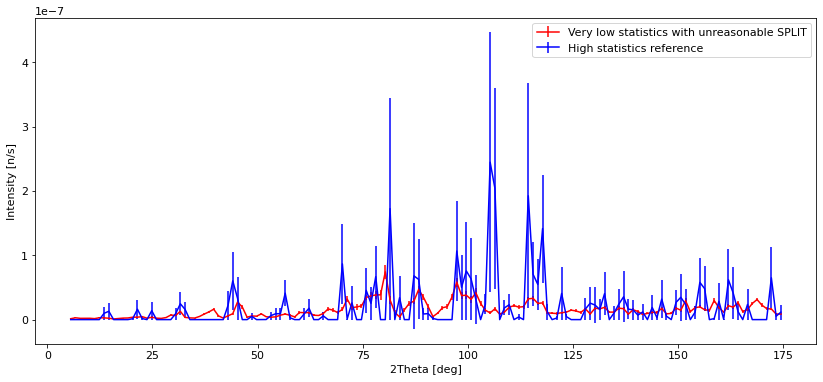 1e−7
Very low statistics with unreasonable SPLIT
High statistics reference
4
3
2
1
0
Intensity [n/s]
0 25 50 75 100 125 150 175
2Theta [deg]